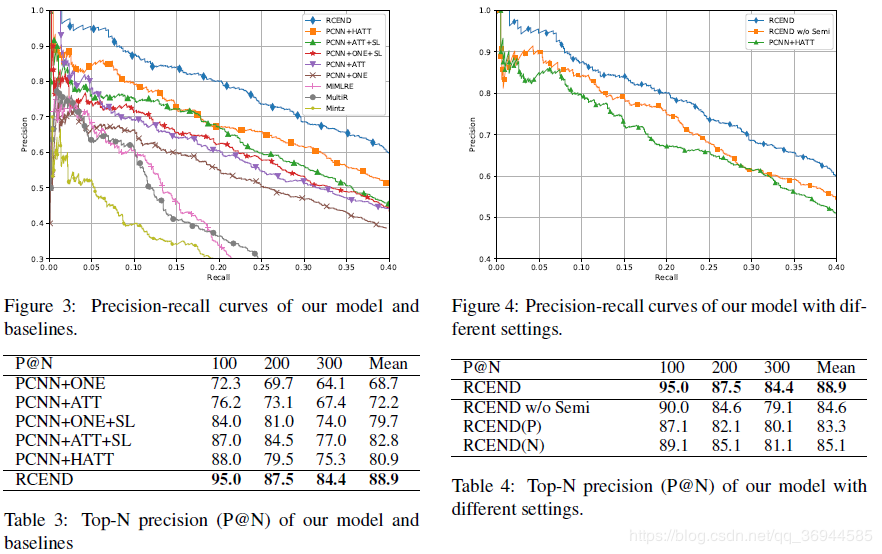 1.0
0.9
0.8
0.7
0.6
0.5
0.4
0.3
Precision
0.00
0.05
0.10
0.15
0.20
0.25
0.30
0.35
0.40
Recall
RCEND
PCNN+HATT
PCNN+ATT+SL
PCNN+ONE+SL
PCNN+ATT
PCNN+ONE
MIMLRE
MultiR
Mintz
Figure 3: Precision-recall curves of our model and
baselines.
P@N 100 200 300 Mean
PCNN+ONE 72.3 69.7 64.1 68.7
PCNN+ATT 76.2 73.1 67.4 72.2
PCNN+ONE+SL 84.0 81.0 74.0 79.7
PCNN+ATT+SL 87.0 84.5 77.0 82.8
PCNN+HATT 88.0 79.5 75.3 80.9
RCEND 95.0 87.5 84.4 88.9
Table 3: Top-N precision (P@N) of our model and
baselines
1.0
0.9
0.8
0.7
0.6
0.5
0.4
Precision
0.00
0.05
0.10
0.15
0.20
0.25
0.30
0.35
0.40
Recall
RCEND
RCEND w/o Semi
PCNN+HATT
Figure 4: Precision-recall curves of our model with dif-
ferent settings.
P@N 100 200 300 Mean
RCEND 95.0 87.5 84.4 88.9
RCEND w/o Semi 90.0 84.6 79.1 84.6
RCEND(P) 87.1 82.1 80.1 83.3
RCEND(N) 89.1 85.1 81.1 85.1
Table 4: Top-N precision (P@N) of our model with
different settings.
https://blog.csdn.net/qq_36944585